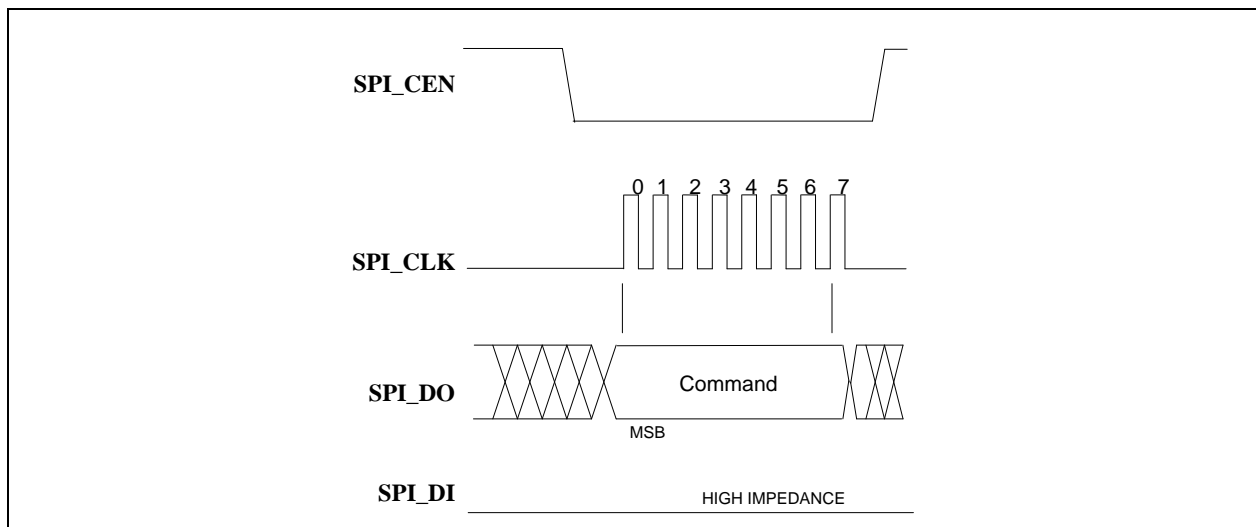 SPI_CEN
0 1 2 3 4 5 6 7
SPI_CLK
SPI_DO
Command
MSB
SPI_DI
HIGH IMPEDANCE